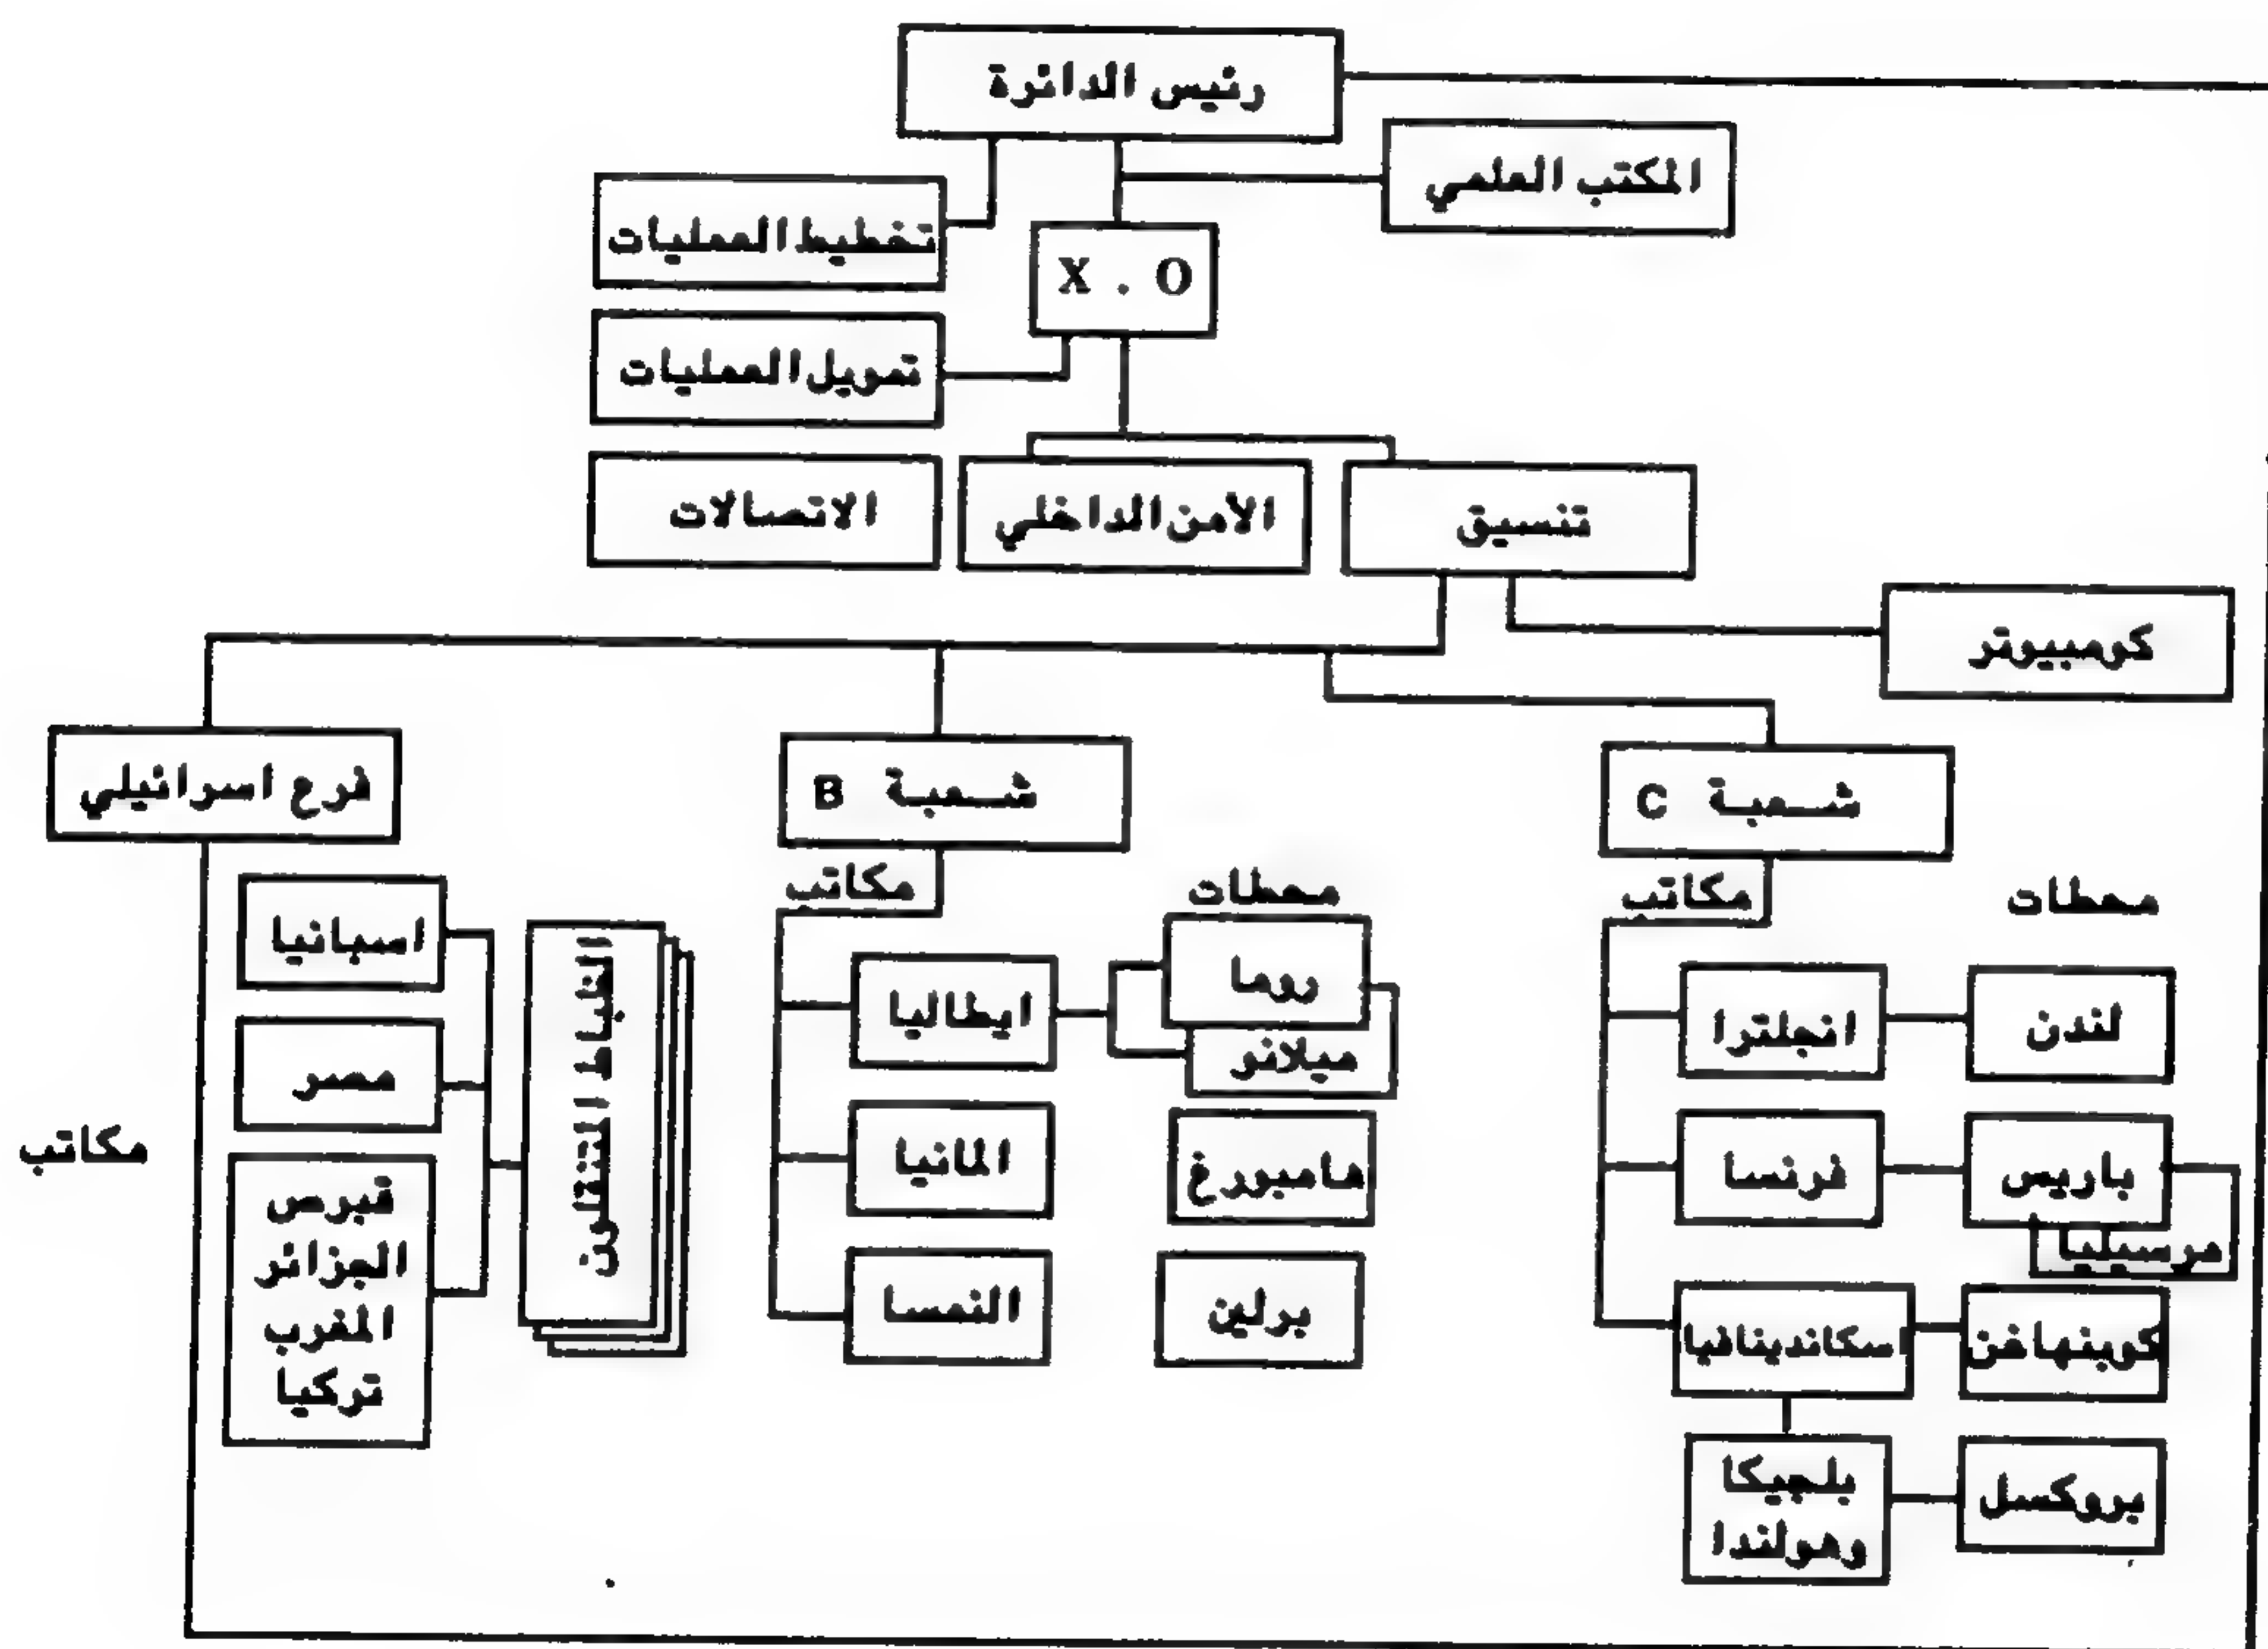 رئيس الدائرة
المكتب العلمي
تخطيط العمليات
X . O
تمويل العمليات
تنسيق
الأمن الداخلي
الاتصالات
كومبيوتر
شعبة C
شعبة B
فرع اسرائيلي
محطات
مكاتب
محطات
مكاتب
لندن
انجلترا
باريس
مرسيليا
فرنسا
كوبنهاغن
اسكاندينافيا
بروكسل
بلجيكا
وهولندا
روما
ميلانو
ايطاليا
هامبورغ
المانيا
برلين
النمسا
الضباط المتنقلون
اسبانيا
مصر
قبرص
الجزائر
المغرب
تركيا
مكاتب